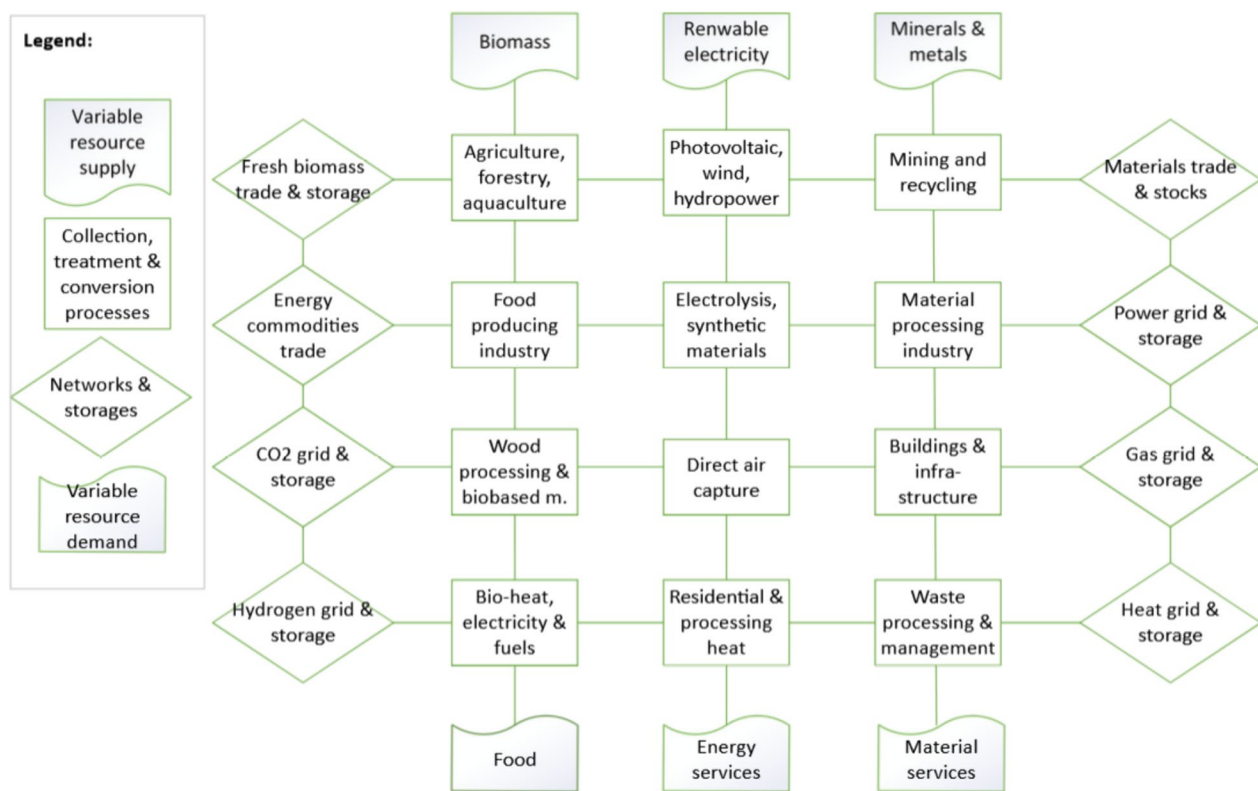 Legend:
Variable
resource
supply
Collection,
treatment &
conversion
processes
Networks &
storages
Variable
resource
demand
Biomass
Renwable
electricity
Minerals &
metals
Fresh biomass
trade & storage
Agriculture,
forestry,
aquaculture
Photovoltaic,
wind,
hydropower
Mining and
recycling
Materials trade
& stocks
Energy
commodities
trade
Food
producing
industry
Electrolysis,
synthetic
materials
Material
processing
industry
Power grid &
storage
CO2 grid &
storage
Wood
processing &
biobased m.
Direct air
capture
Buildings &
infra-
structure
Gas grid &
storage
Hydrogen grid &
storage
Bio-heat,
electricity &
fuels
Residential &
processing
heat
Waste
processing &
management
Heat grid &
storage
Food
Energy
services
Material
services